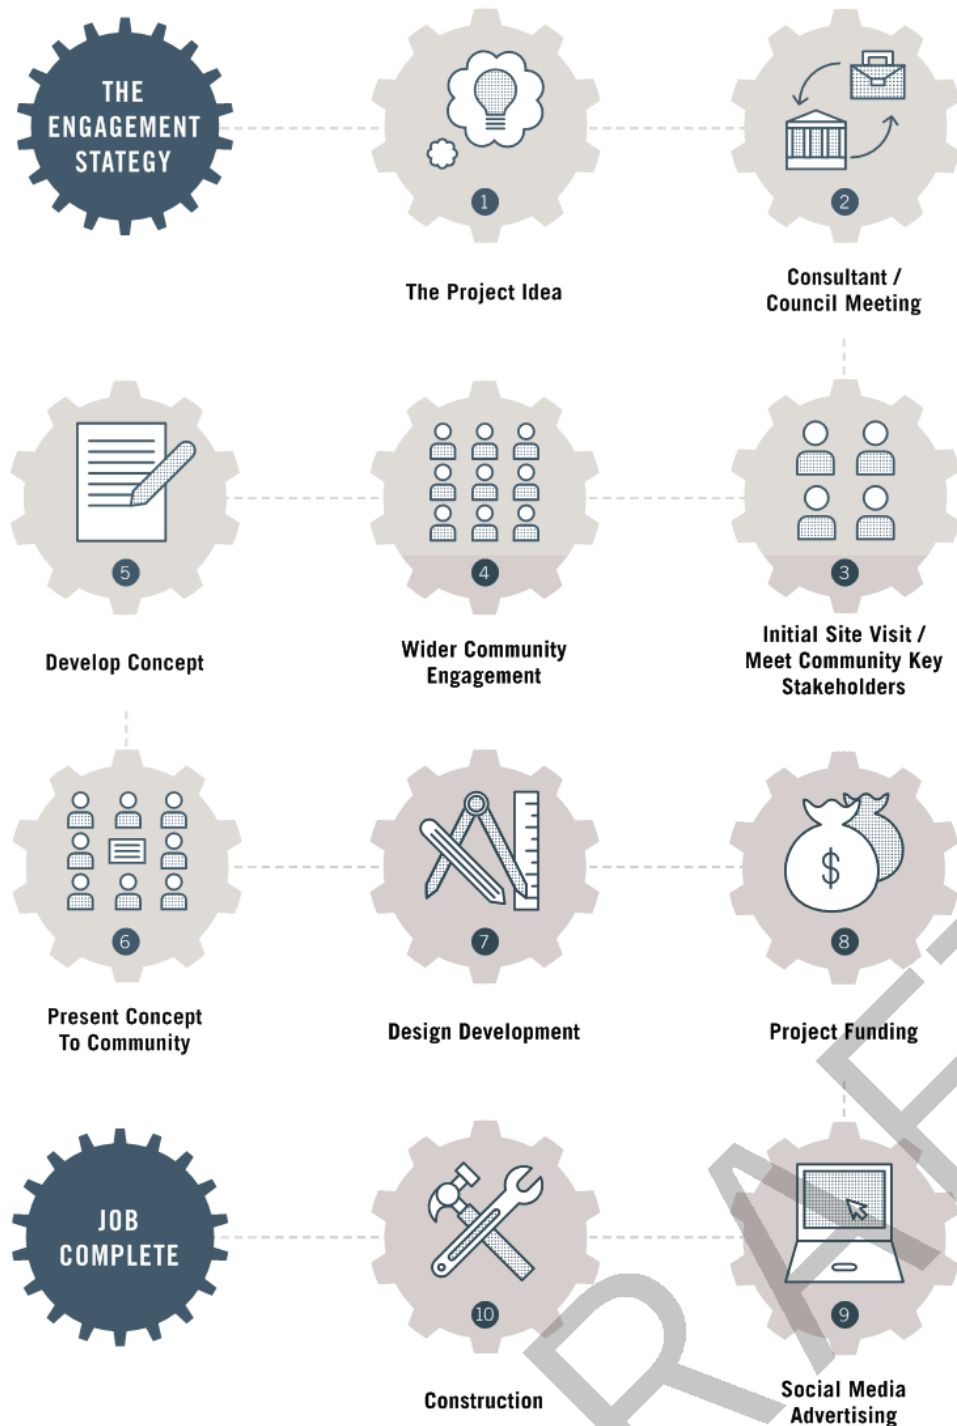 THE
ENGAGEMENT
STATEGY
1
The Project Idea
2
Consultant /
Council Meeting
3
Initial Site Visit /
Meet Community Key
Stakeholders
4
Wider Community
Engagement
5
Develop Concept
6
Present Concept
To Community
7
Design Development
$
8
Project Funding
9
Social Media
Advertising
10
Construction
JOB
COMPLETE
RAF